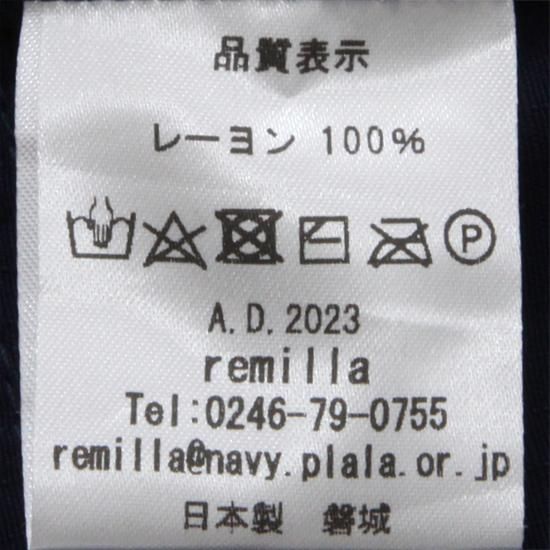 品質表示
レーヨン 100%
P
A.D.2023
remilla
Tel:0246-79-0755
remilla@navy.plala.or.jp
日本製 磐城